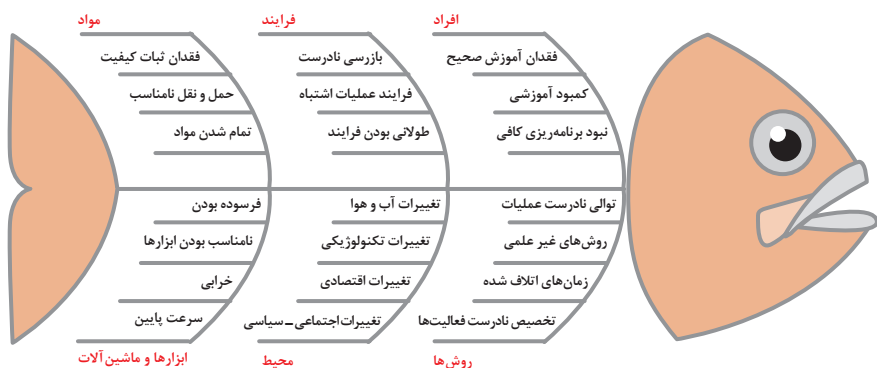 افراد
فقدان آموزش صحیح
کمبود آموزشی
نبود برنامه‌ریزی کافی
فرایند
بازرسی نادرست
فرایند عملیات اشتباه
طولانی بودن فرایند
مواد
فقدان ثبات کیفیت
حمل و نقل نامناسب
تمام شدن مواد
توالی نادرست عملیات
روش‌های غیر علمی
زمان‌های اتلاف شده
تخصیص نادرست فعالیت‌ها
روش‌ها
تغییرات آب و هوا
تغییرات تکنولوژیکی
تغییرات اقتصادی
تغییرات اجتماعی ـ سیاسی
محیط
فرسوده بودن
نامناسب بودن ابزارها
خرابی
سرعت پایین
ابزارها و ماشین‌آلات